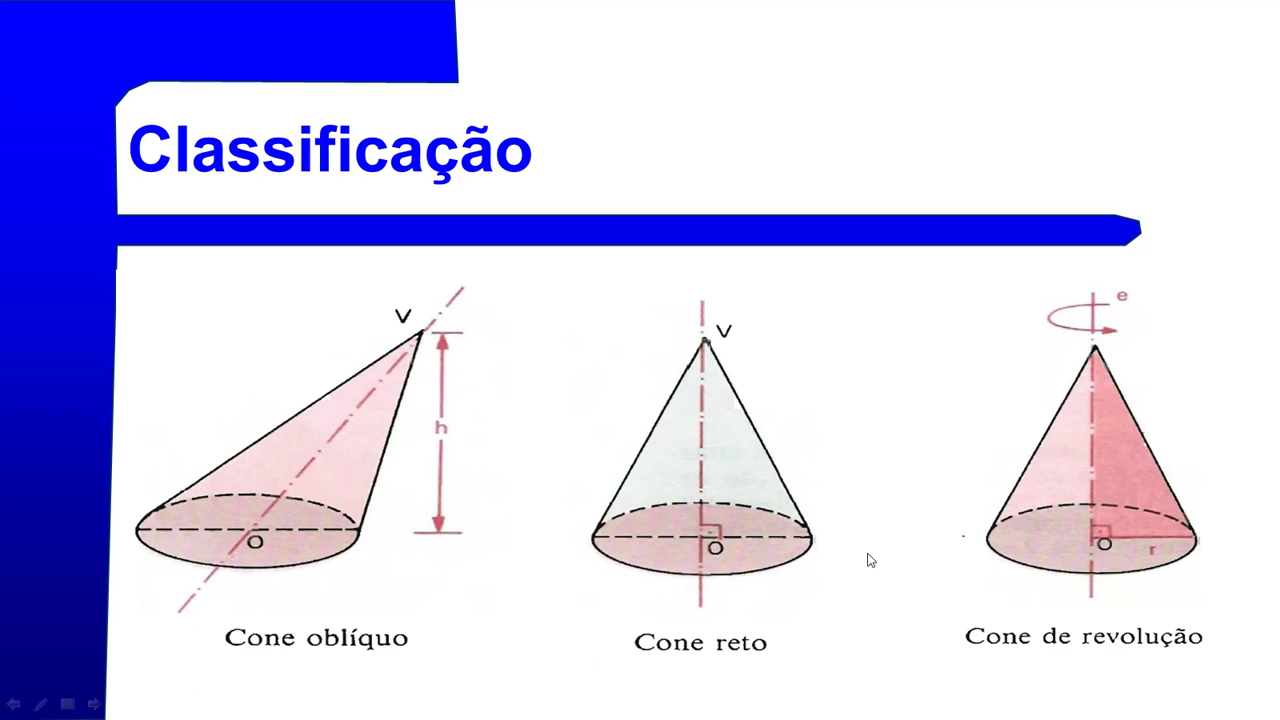 Classificação
V
h
O
Cone oblíquo
V
O
Cone reto
e
O
r
Cone de revolução